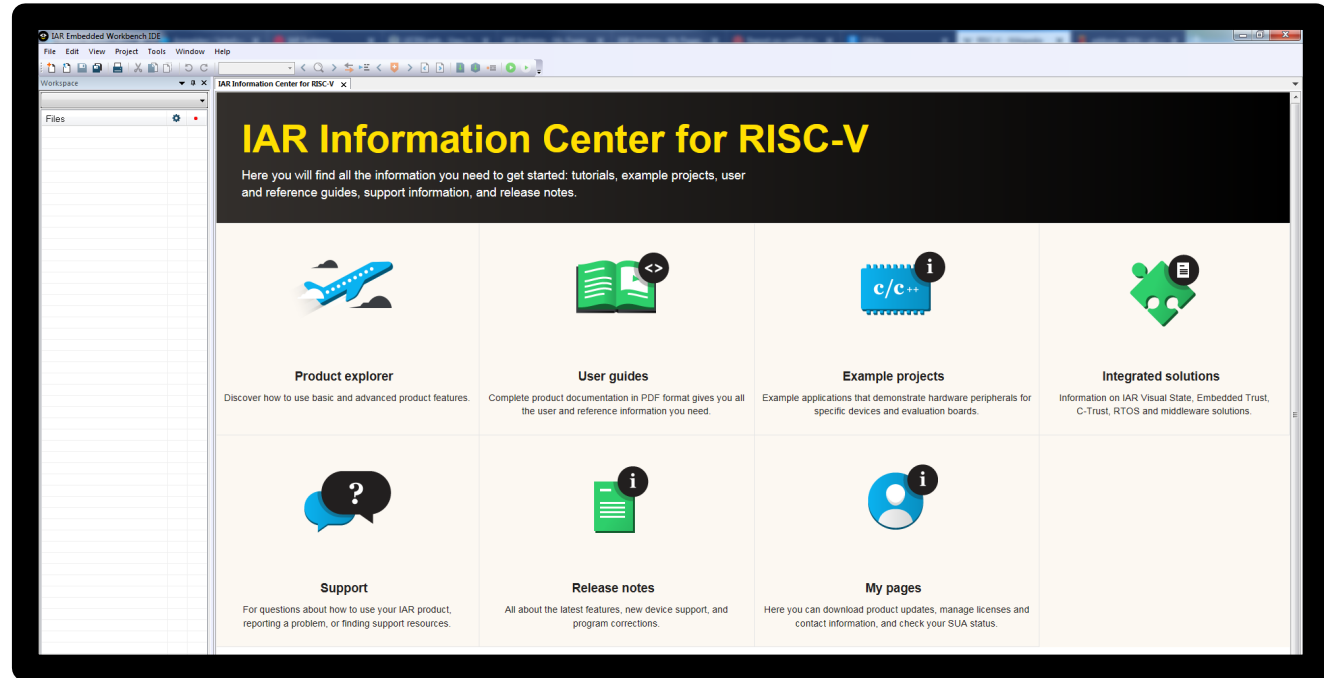 IAR Embedded Workbench IDE
File Edit View Project Tools Window Help
Workspace
IAR Information Center for RISC-V
Files
IAR Information Center for RISC-V
Here you will find all the information you need to get started: tutorials, example projects, user
and reference guides, support information, and release notes.
<>
i
c/c++
Product explorer
Discover how to use basic and advanced product features.
User guides
Complete product documentation in PDF format gives you all
the user and reference information you need.
Example projects
Example applications that demonstrate hardware peripherals for
specific devices and evaluation boards.
Integrated solutions
Information on IAR Visual State, Embedded Trust,
C-Trust, RTOS and middleware solutions.
?
i
i
Support
For questions about how to use your IAR product,
reporting a problem, or finding support resources.
Release notes
All about the latest features, new device support, and
program corrections.
My pages
Here you can download product updates, manage licenses and
contact information, and check your SUA status.